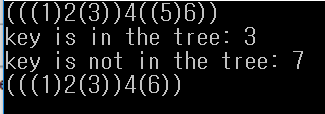 (((1)2(3))4((5)6))
key is in the tree: 3
key is not in the tree: 7
(((1)2(3))4(6))